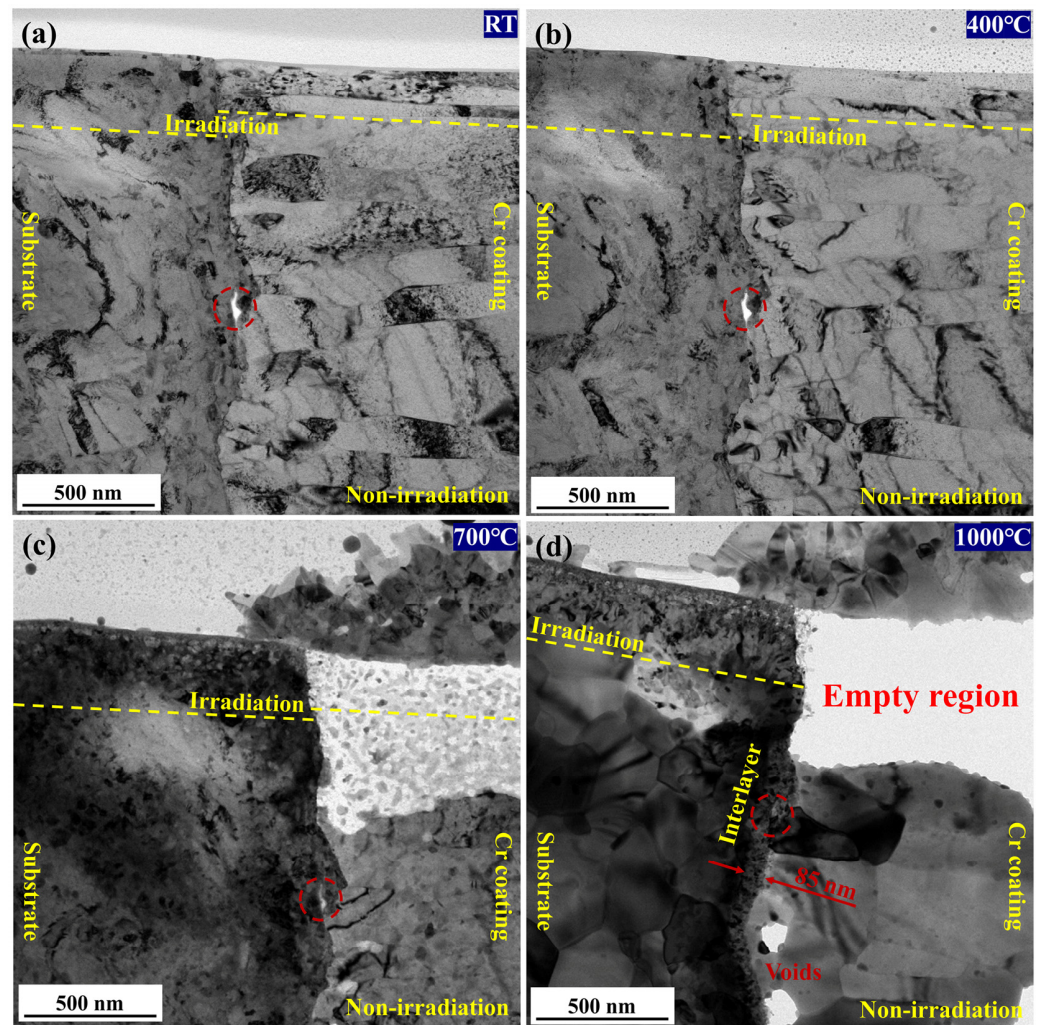 (a)
RT
Irradiation
Substrate
Cr coating
500 nm
Non-irradiation
(b)
400℃
Irradiation
Substrate
Cr coating
500 nm
Non-irradiation
(c)
700℃
Irradiation
Substrate
Cr coating
500 nm
Non-irradiation
(d)
1000℃
Irradiation
Empty region
Interlayer
Substrate
85 nm
Cr coating
Voids
500 nm
Non-irradiation